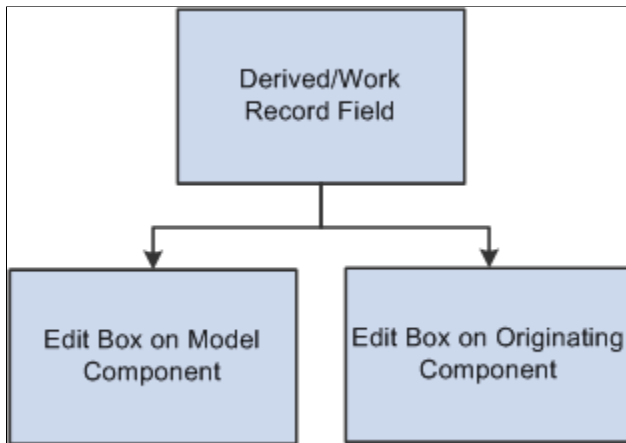 Derived/Work
Record Field
Edit Box on Model
Component
Edit Box on Originating
Component